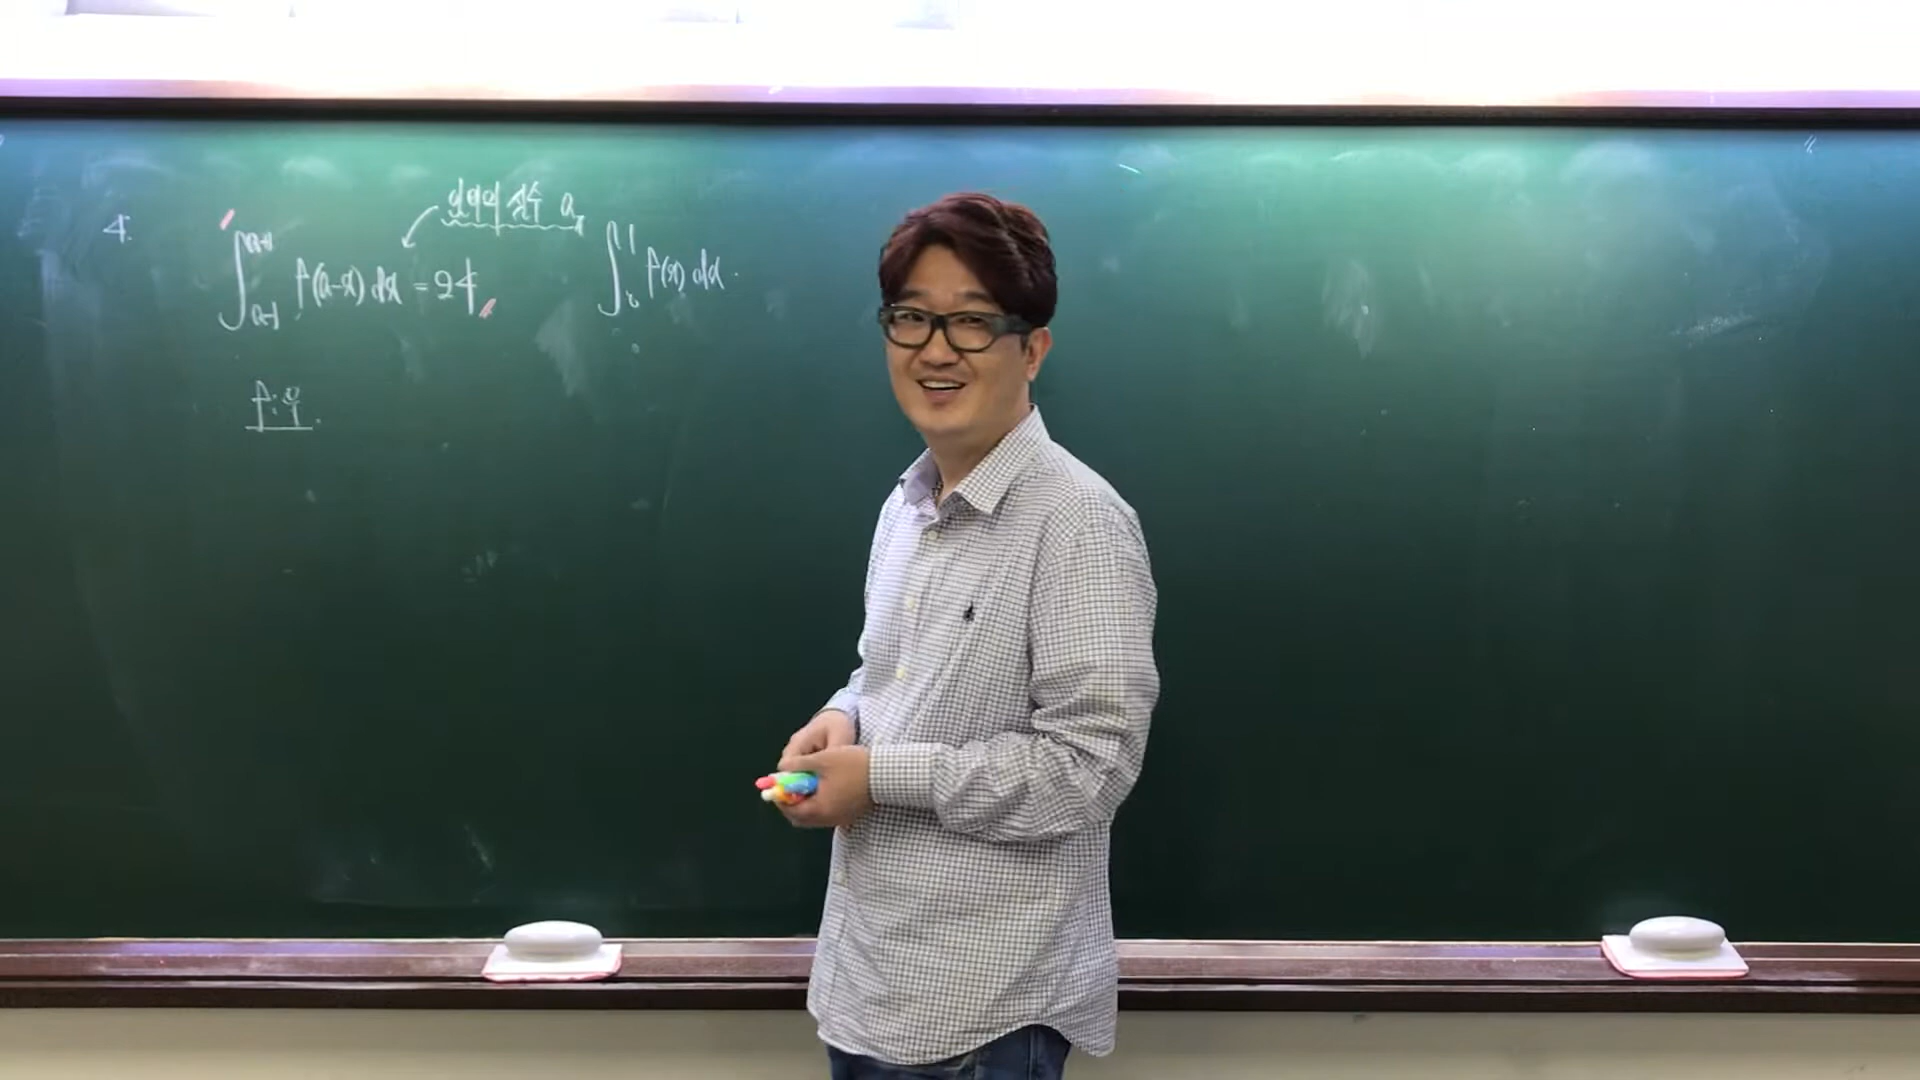 4. ∫_{a-1}^{a+1} f(a-x) dx = 24, 임의의 실수 a, ∫_0^1 f(x) dx.
f:우.